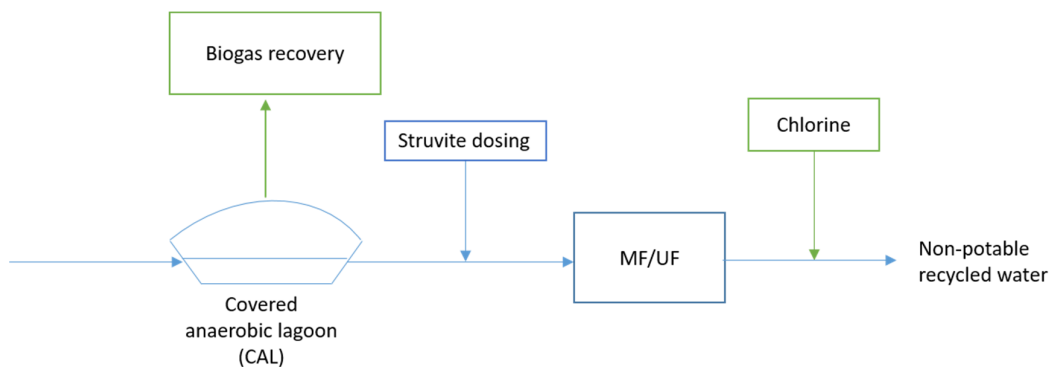 Biogas recovery
Struvite dosing
Chlorine
MF/UF
Non-potable
recycled water
Covered
anaerobic lagoon
(CAL)